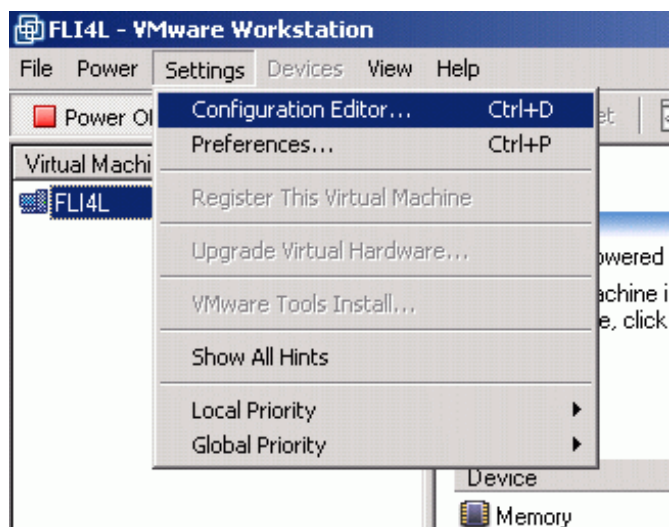 FLI4L - VMware Workstation
File Power Settings Devices View Help
Power
Configuration Editor... Ctrl+D
Preferences... Ctrl+P
Virtual Machi
FLI4L
Register This Virtual Machine
Upgrade Virtual Hardware...
VMware Tools Install...
Show All Hints
Local Priority
Global Priority
owered
achine i
e, click
Device
Memory